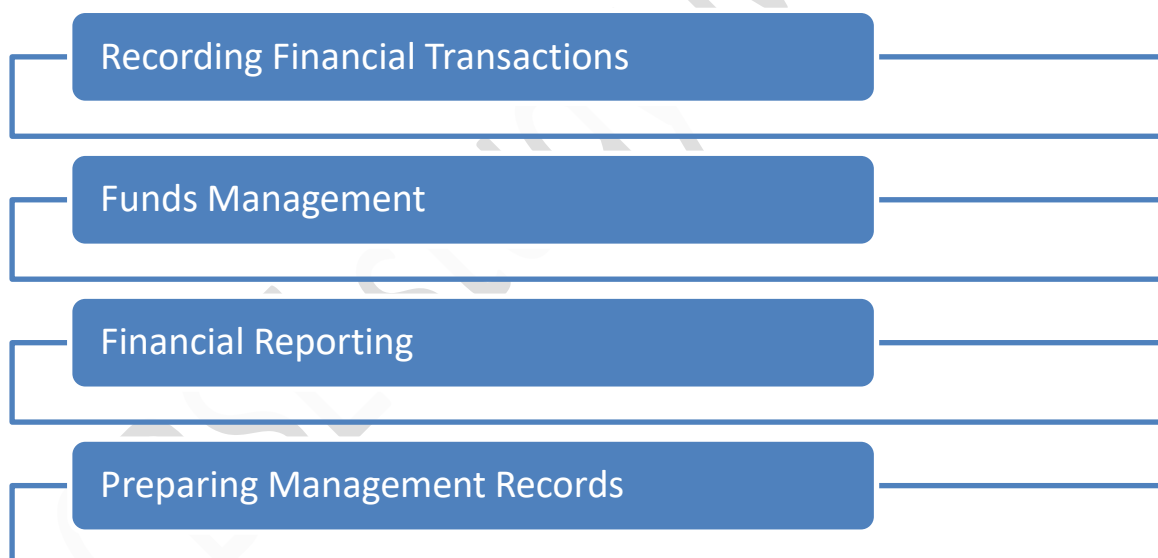 Recording Financial Transactions
Funds Management
Financial Reporting
Preparing Management Records